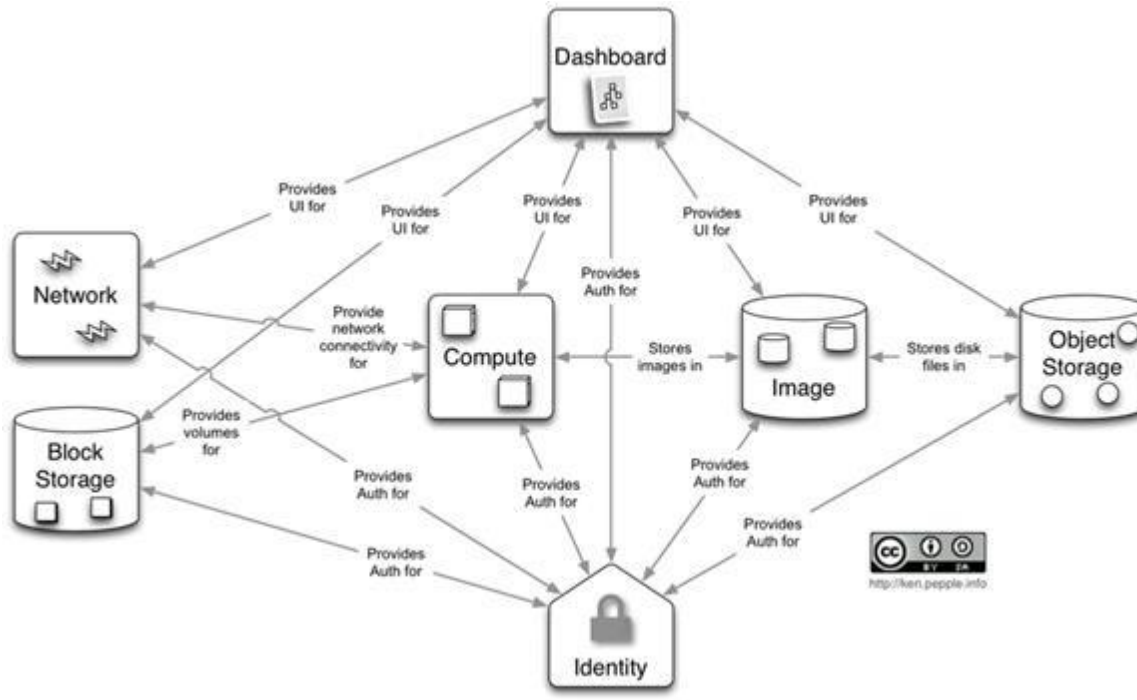 Dashboard
Provides
UI for
Provides
UI for
Provides
UI for
Provides
UI for
Provides
UI for
Provides
Auth for
Network
Provide
network
connectivity
for
Compute
Stores
images in
Image
Stores disk
files in
Object
Storage
Provides
volumes
for
Block
Storage
Provides
Auth for
Provides
Auth for
Provides
Auth for
Provides
Auth for
Provides
Auth for
cc
BY SA
http://ken.pepple.info
Identity